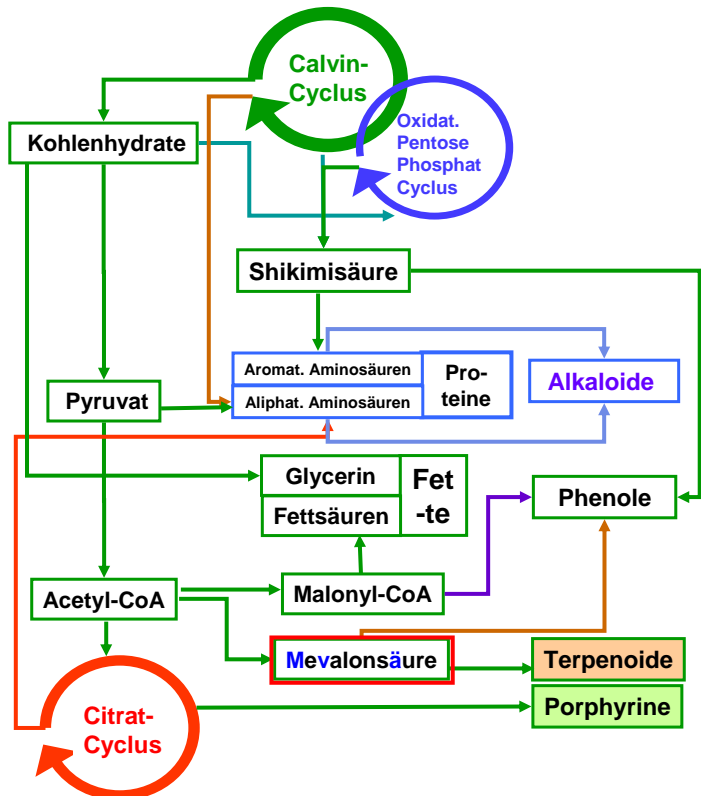 Calvin-
Cyclus
Oxidat.
Pentose
Phosphat
Cyclus
Kohlenhydrate
Shikimisäure
Aromat. Aminosäuren
Aliphat. Aminosäuren
Pro-
teine
Alkaloide
Pyruvat
Glycerin
Fettsäuren
Fet
-te
Phenole
Acetyl-CoA
Malonyl-CoA
Mevalonsäure
Terpenoide
Porphyrine
Citrat-
Cyclus